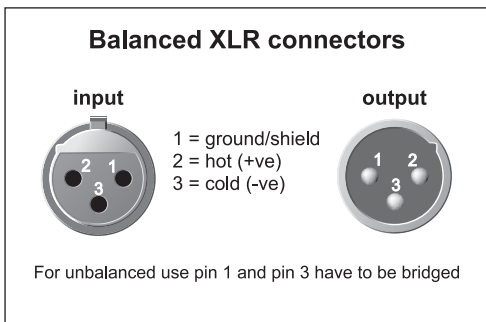 Balanced XLR connectors
input
output
2 1
3
1 = ground/shield
2 = hot (+ve)
3 = cold (-ve)
1 2
3
For unbalanced use pin 1 and pin 3 have to be bridged